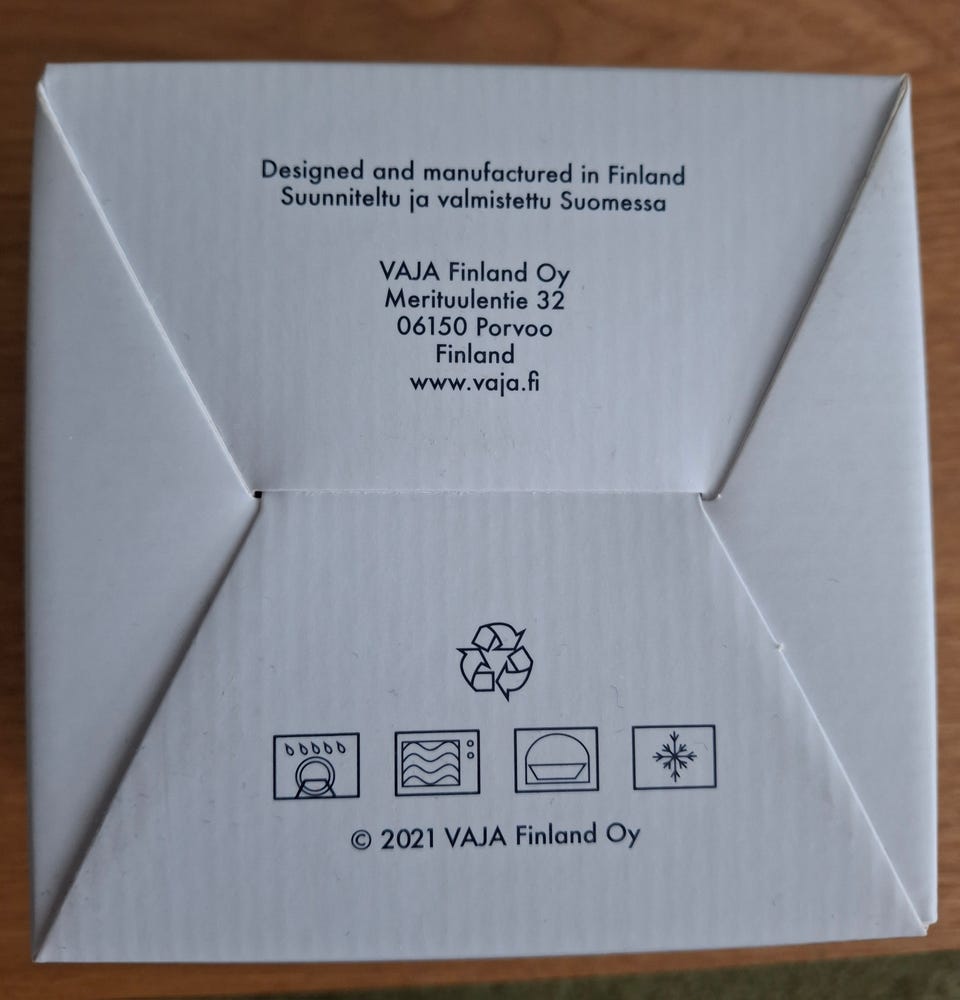 Designed and manufactured in Finland
Suunniteltu ja valmistettu Suomessa
VAJA Finland Oy
Merituulentie 32
06150 Porvoo
Finland
www.vaja.fi
© 2021 VAJA Finland Oy